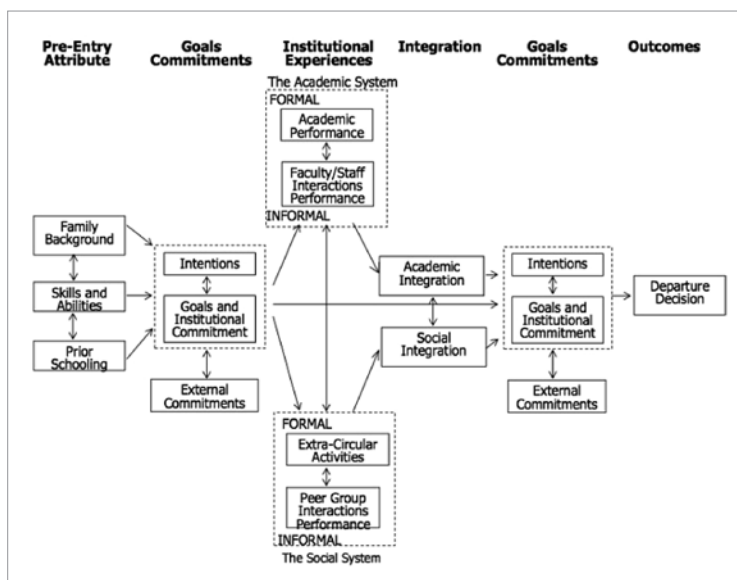 Pre-Entry
Attribute
Goals
Commitments
Institutional
Experiences
Integration
Goals
Commitments
Outcomes
The Academic System
FORMAL
Academic
Performance
Faculty/Staff
Interactions
Performance
INFORMAL
Family
Background
Skills and
Abilities
Prior
Schooling
Intentions
Goals and
Institutional
Commitment
External
Commitments
Academic
Integration
Social
Integration
Intentions
Goals and
Institutional
Commitment
External
Commitments
Departure
Decision
FORMAL
Extra-Circular
Activities
Peer Group
Interactions
Performance
INFORMAL
The Social System